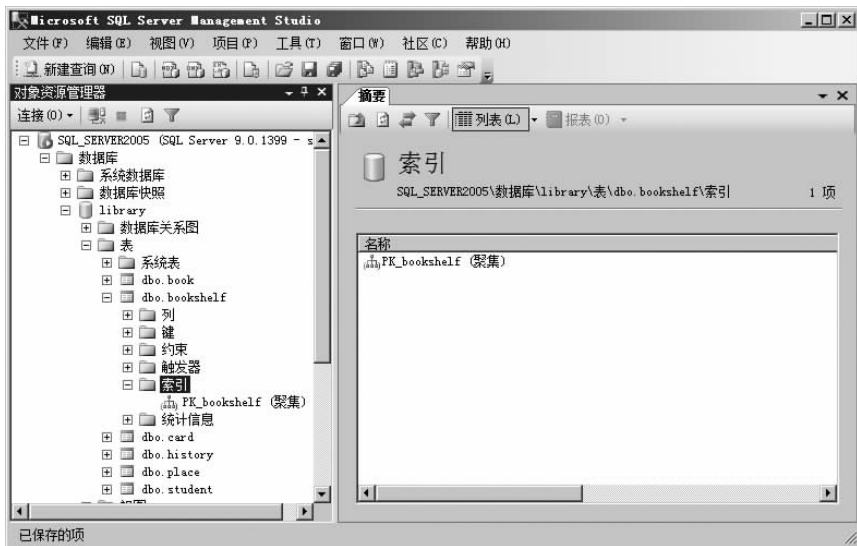 Microsoft SQL Server Management Studio
文件(F) 编辑(E) 视图(V) 项目(P) 工具(T) 窗口(W) 社区(C) 帮助(H)
新建查询(N)
对象资源管理器
连接(O)
SQL_SERVER2005 (SQL Server 9.0.1399 - s
数据库
系统数据库
数据库快照
library
数据库关系图
表
系统表
dbo.book
dbo.bookshelf
列
键
约束
触发器
索引
PK_bookshelf (聚集)
统计信息
dbo.card
dbo.history
dbo.place
dbo.student
摘要
列表(L) 报表(O)
索引
SQL_SERVER2005\数据库\library\表\dbo.bookshelf\索引 1 项
名称
PK_bookshelf (聚集)
已保存的项